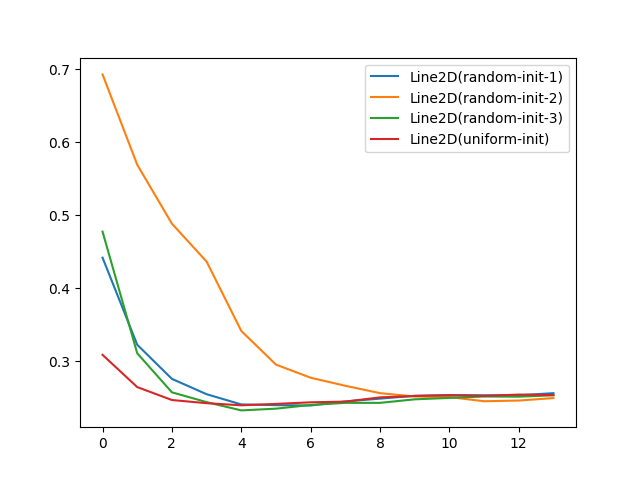 0.7
0.6
0.5
0.4
0.3
0 2 4 6 8 10 12
Line2D(random-init-1)
Line2D(random-init-2)
Line2D(random-init-3)
Line2D(uniform-init)